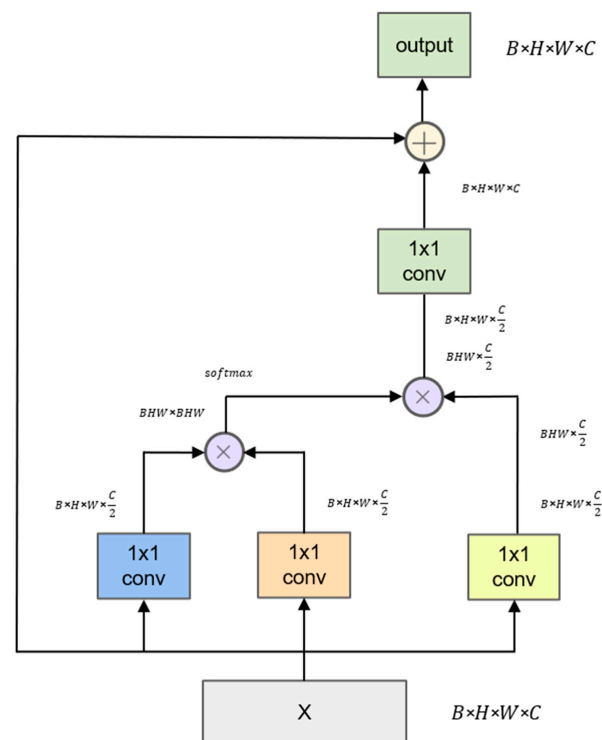 output B×H×W×C
+
B×H×W×C
1x1
conv
B×H×W×C/2
BHW×C/2
softmax
×
BHW×BHW
BHW×C/2
×
B×H×W×C/2
B×H×W×C/2
B×H×W×C/2
1x1
conv
1x1
conv
1x1
conv
X B×H×W×C